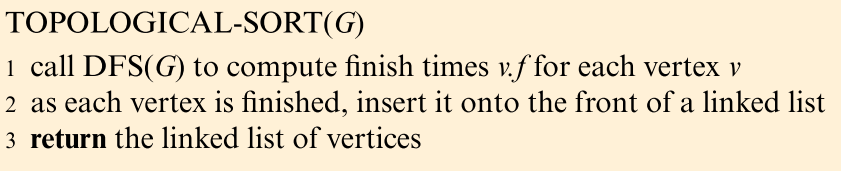 TOPOLOGICAL-SORT(G)
1 call DFS(G) to compute finish times v.f for each vertex v
2 as each vertex is finished, insert it onto the front of a linked list
3 return the linked list of vertices